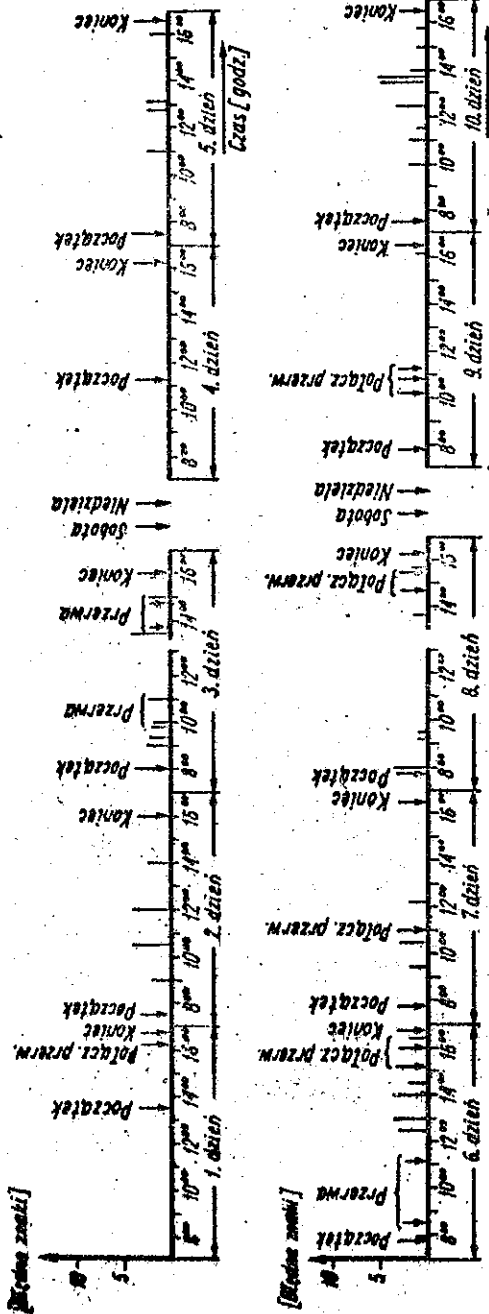 [Błędne znaki]
10
5
Początek
Połącz. przerw.
Koniec
Początek
Koniec
Początek
Przerwa
Przerwa
Koniec
Sobota
Niedziela
Początek
Koniec
Początek
Koniec
8⁰⁰ 10⁰⁰ 12⁰⁰ 14⁰⁰ 16⁰⁰ 8⁰⁰ 10⁰⁰ 12⁰⁰ 14⁰⁰ 16⁰⁰ 8⁰⁰ 10⁰⁰ 12⁰⁰ 14⁰⁰ 16⁰⁰ 8⁰⁰ 10⁰⁰ 12⁰⁰ 14⁰⁰ 16⁰⁰ 8⁰⁰ 10⁰⁰ 12⁰⁰ 14⁰⁰ 16⁰⁰
1. dzień 2. dzień 3. dzień 4. dzień 5. dzień
Czas [godz]
[Błędne znaki]
10
5
Początek
Przerwa
Połącz przerw.
Koniec
Początek
Połącz. przerw.
Koniec
Początek
Połącz. przerw.
Koniec
Sobota
Niedziela
Początek
Połącz. przerw.
Koniec
Początek
Koniec
8⁰⁰ 10⁰⁰ 12⁰⁰ 14⁰⁰ 16⁰⁰ 8⁰⁰ 10⁰⁰ 12⁰⁰ 14⁰⁰ 16⁰⁰ 8⁰⁰ 10⁰⁰ 12⁰⁰ 14⁰⁰ 16⁰⁰ 8⁰⁰ 10⁰⁰ 12⁰⁰ 14⁰⁰ 16⁰⁰ 8⁰⁰ 10⁰⁰ 12⁰⁰ 14⁰⁰ 16⁰⁰
6. dzień 7. dzień 8. dzień 9. dzień 10. dzień